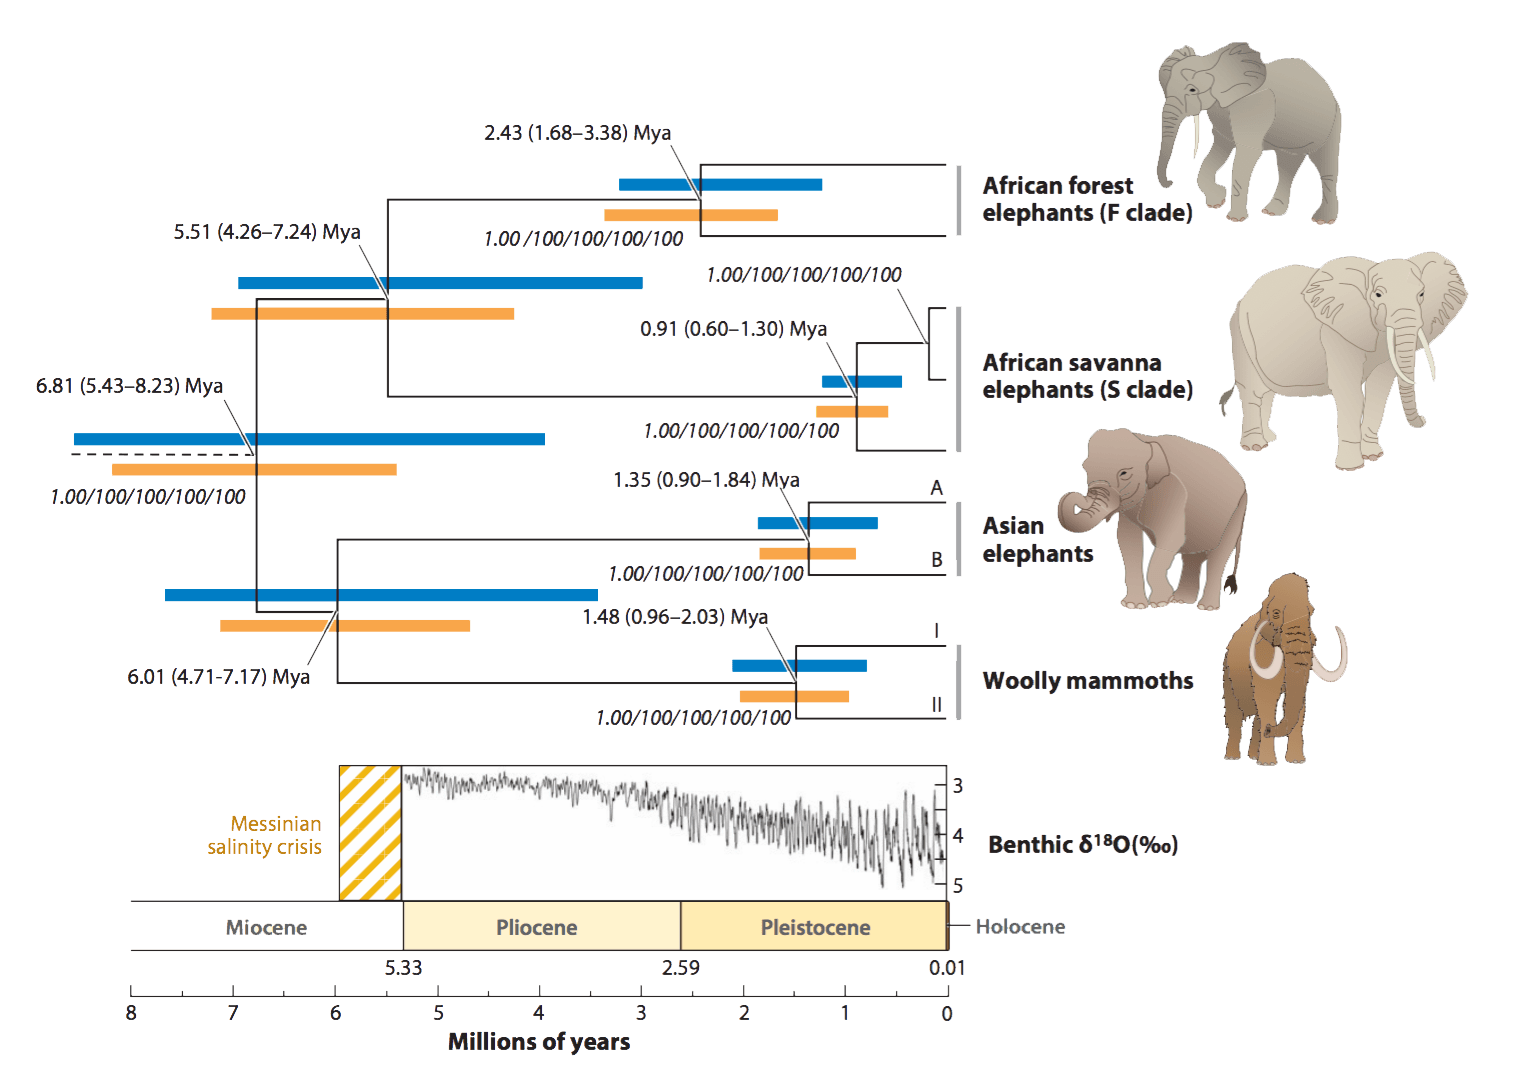 2.43 (1.68–3.38) Mya
African forest
elephants (F clade)
5.51 (4.26–7.24) Mya
1.00/100/100/100/100
1.00/100/100/100/100
0.91 (0.60–1.30) Mya
African savanna
elephants (S clade)
6.81 (5.43–8.23) Mya
1.00/100/100/100/100
1.35 (0.90–1.84) Mya
A
1.00/100/100/100/100
Asian
elephants
B
1.00/100/100/100/100
1.48 (0.96–2.03) Mya
I
6.01 (4.71-7.17) Mya
Woolly mammoths
II
1.00/100/100/100/100
3
Messinian
salinity crisis
4
Benthic δ¹⁸O(‰)
5
Miocene
Pliocene
Pleistocene
Holocene
5.33
2.59
0.01
8 7 6 5 4 3 2 1 0
Millions of years